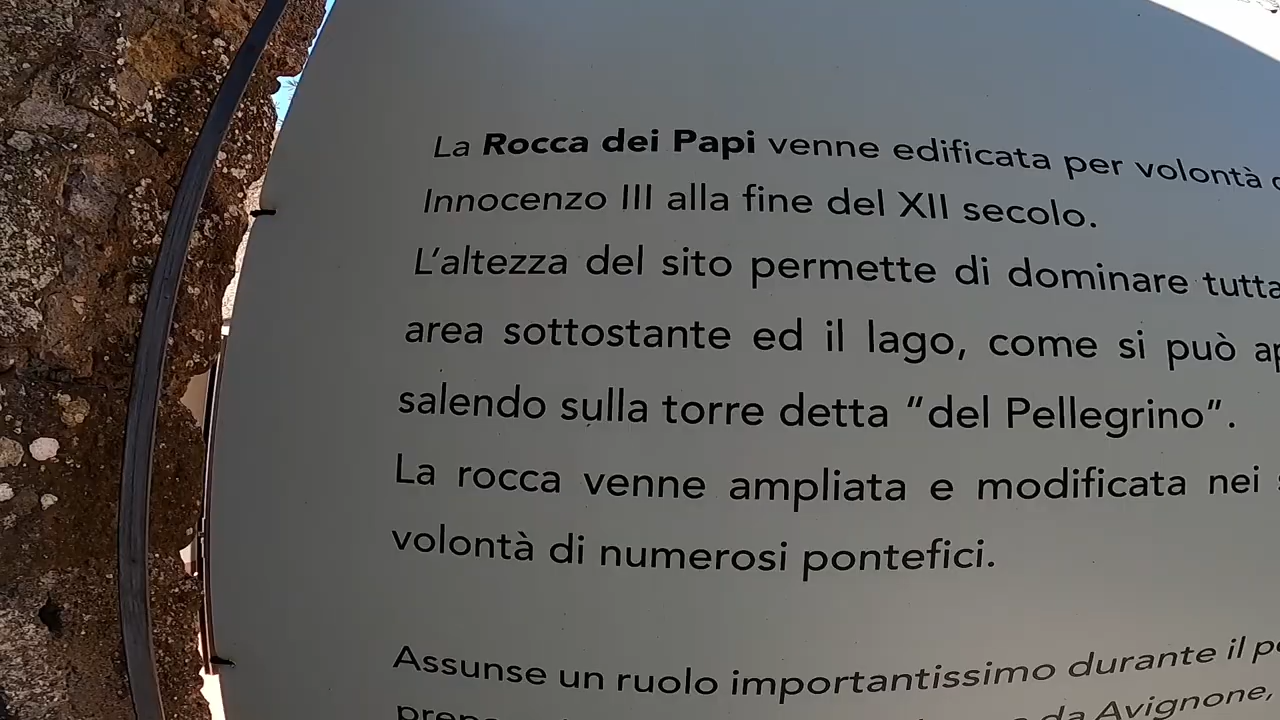 La Rocca dei Papi venne edificata per volontà
Innocenzo III alla fine del XII secolo.
L'altezza del sito permette di dominare tutta
area sottostante ed il lago, come si può
salendo sulla torre detta “del Pellegrino”.
La rocca venne ampliata e modificata nei
volontà di numerosi pontefici.
Assunse un ruolo importantissimo durante il
da Avignone,